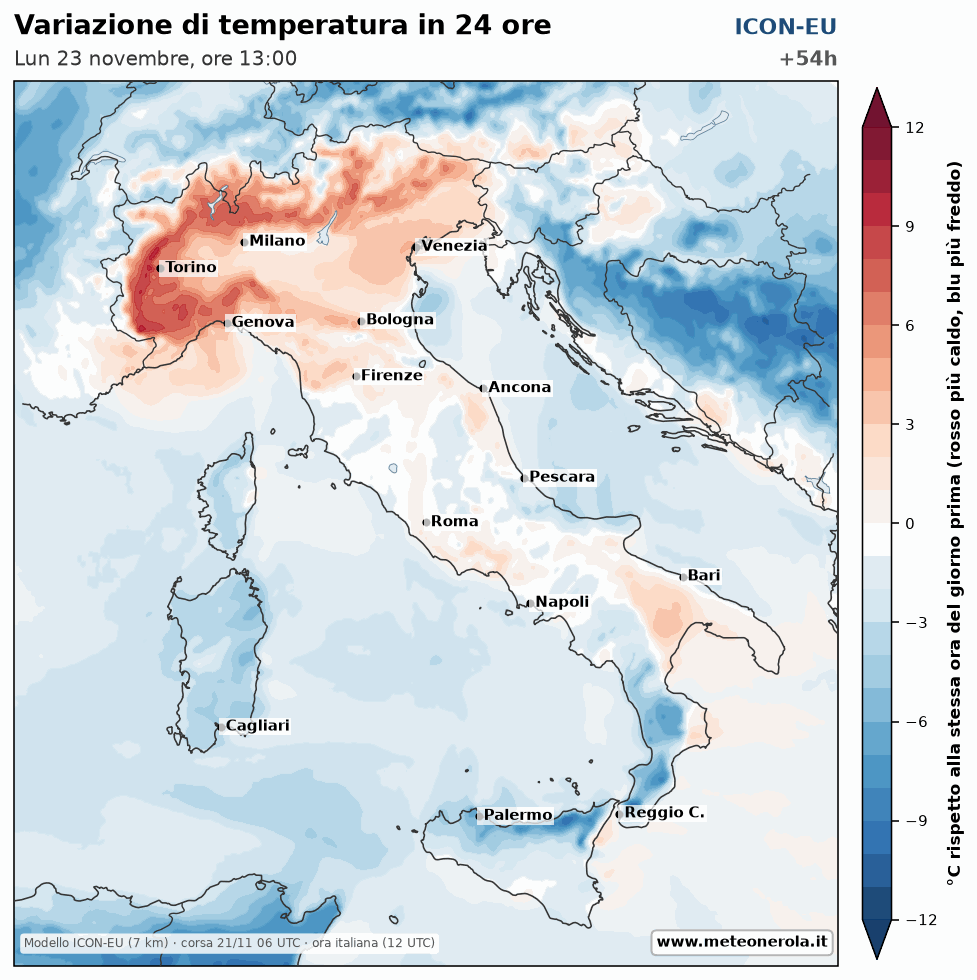 Variazione di temperatura in 24 ore
ICON-EU
Lun 23 novembre, ore 13:00
+54h
Milano
Venezia
Torino
Genova
Bologna
Firenze
Ancona
Pescara
Roma
Bari
Napoli
Cagliari
Palermo
Reggio C.
12
9
6
3
0
−3
−6
−9
−12
°C rispetto alla stessa ora del giorno prima (rosso più caldo, blu più freddo)
Modello ICON-EU (7 km) · corsa 21/11 06 UTC · ora italiana (12 UTC)
www.meteonerola.it